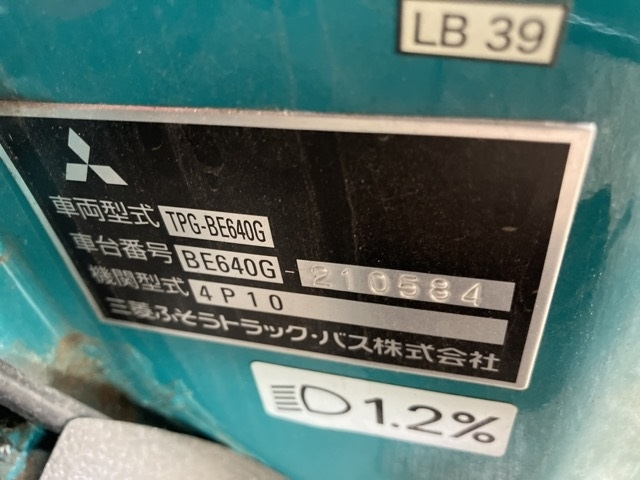 LB 39
車両型式 TPG-BE640G
車台番号 BE640G-210584
機関型式 4P10
三菱ふそうトラック・バス株式会社
1.2%